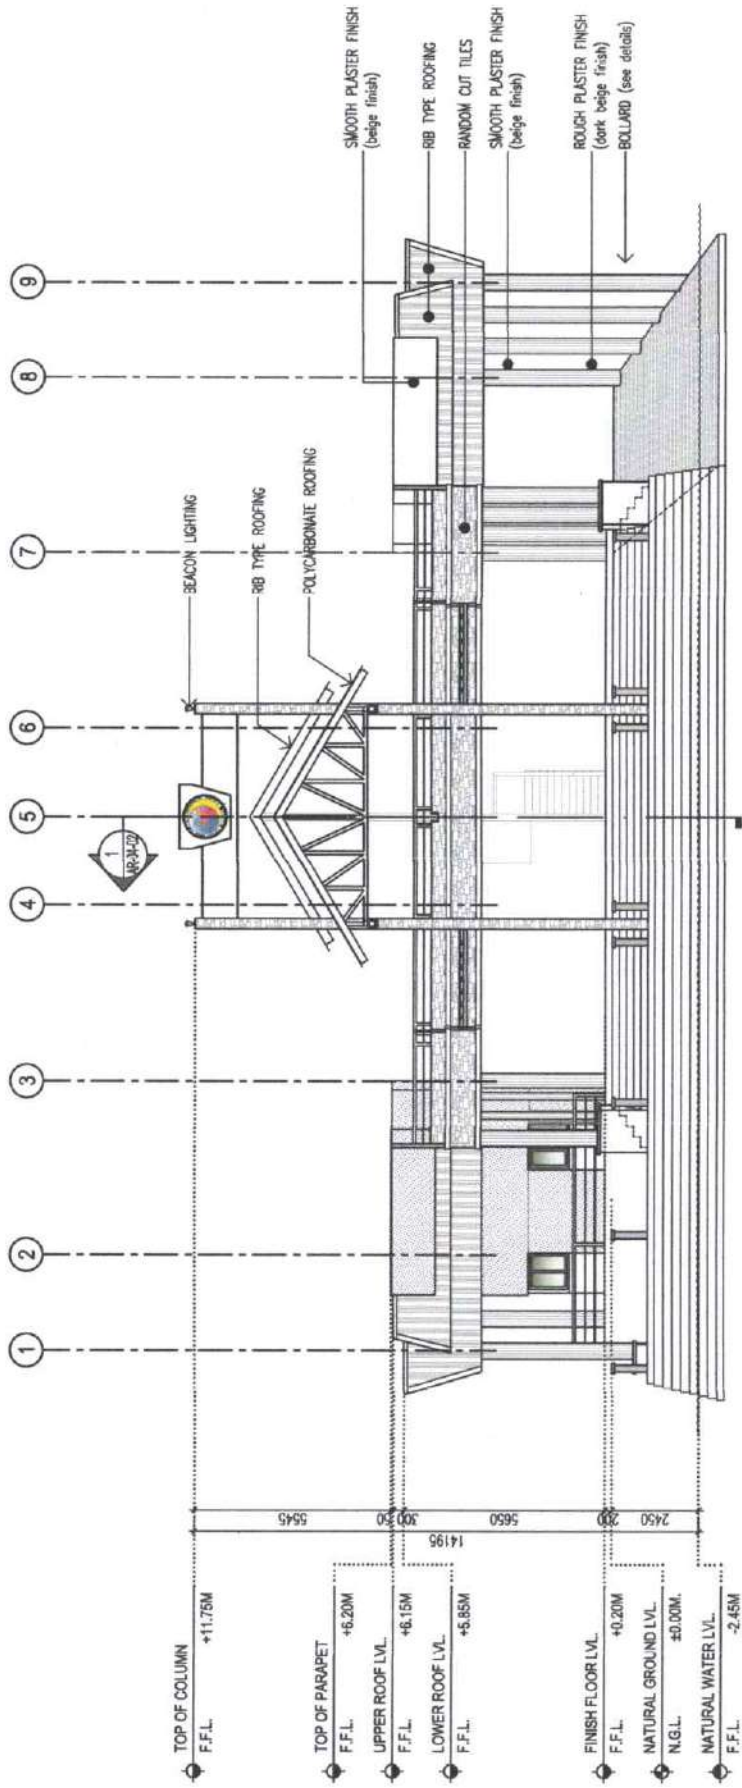 1
2
3
4
5
6
7
8
9
1
AR-04-02
BEACON LIGHTING
RIB TYPE ROOFING
POLYCARBONATE ROOFING
SMOOTH PLASTER FINISH
(beige finish)
RIB TYPE ROOFING
RANDOM CUT TILES
SMOOTH PLASTER FINISH
(beige finish)
ROUGH PLASTER FINISH
(dark beige finish)
BOLLARD (see details)
TOP OF COLUMN
F.F.L. +11.75M
TOP OF PARAPET
F.F.L. +6.20M
UPPER ROOF LVL.
F.F.L. +6.15M
LOWER ROOF LVL.
F.F.L. +5.85M
FINISH FLOOR LVL.
F.F.L. +0.20M
NATURAL GROUND LVL.
N.G.L. ±0.00M.
NATURAL WATER LVL.
F.F.L. -2.45M
5545
50
300
5650
200
2450
14195